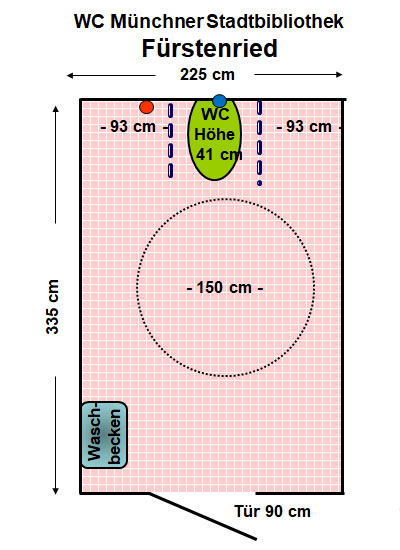 WC Münchner Stadtbibliothek
Fürstenried
225 cm
- 93 cm -
WC
Höhe
41 cm
- 93 cm -
- 150 cm -
335 cm
Wasch-
becken
Tür 90 cm